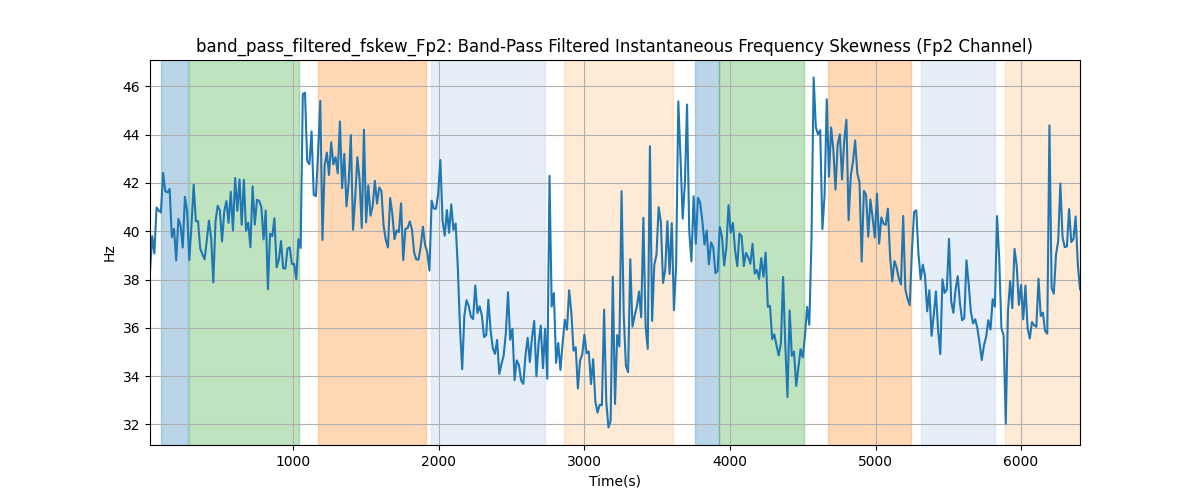 band_pass_filtered_fskew_Fp2: Band-Pass Filtered Instantaneous Frequency Skewness (Fp2 Channel)
46
44
42
40
38
36
34
32
Hz
1000 2000 3000 4000 5000 6000
Time(s)